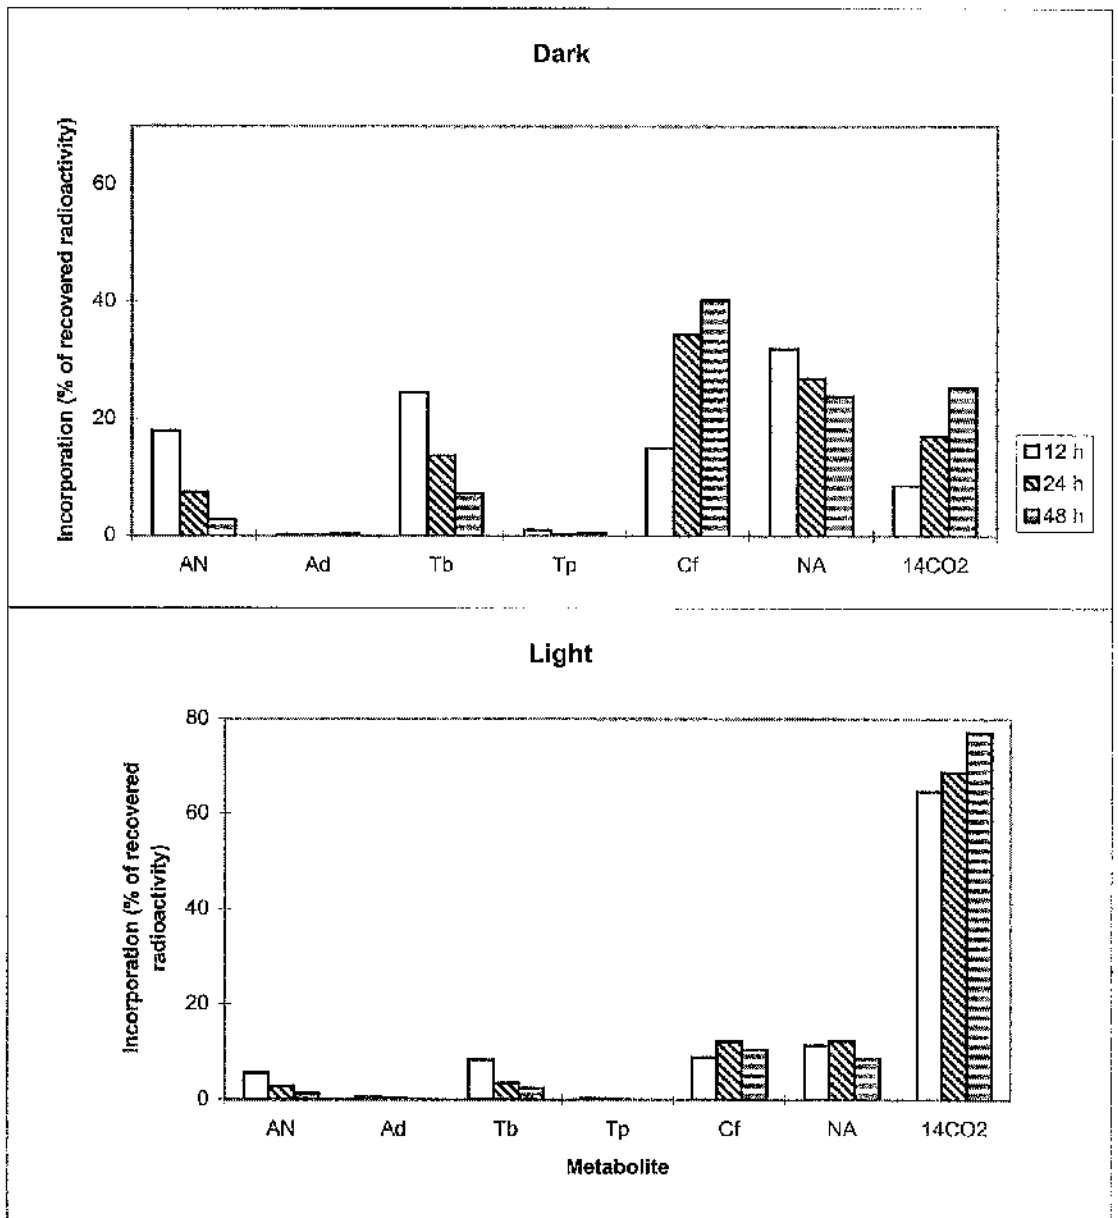 Dark
Incorporation (% of recovered radioactivity)
60
40
20
0
AN Ad Tb Tp Cf NA 14CO2
12 h
24 h
48 h
Light
Incorporation (% of recovered
radioactivity)
80
60
40
20
0
AN Ad Tb Tp Cf NA 14CO2
Metabolite